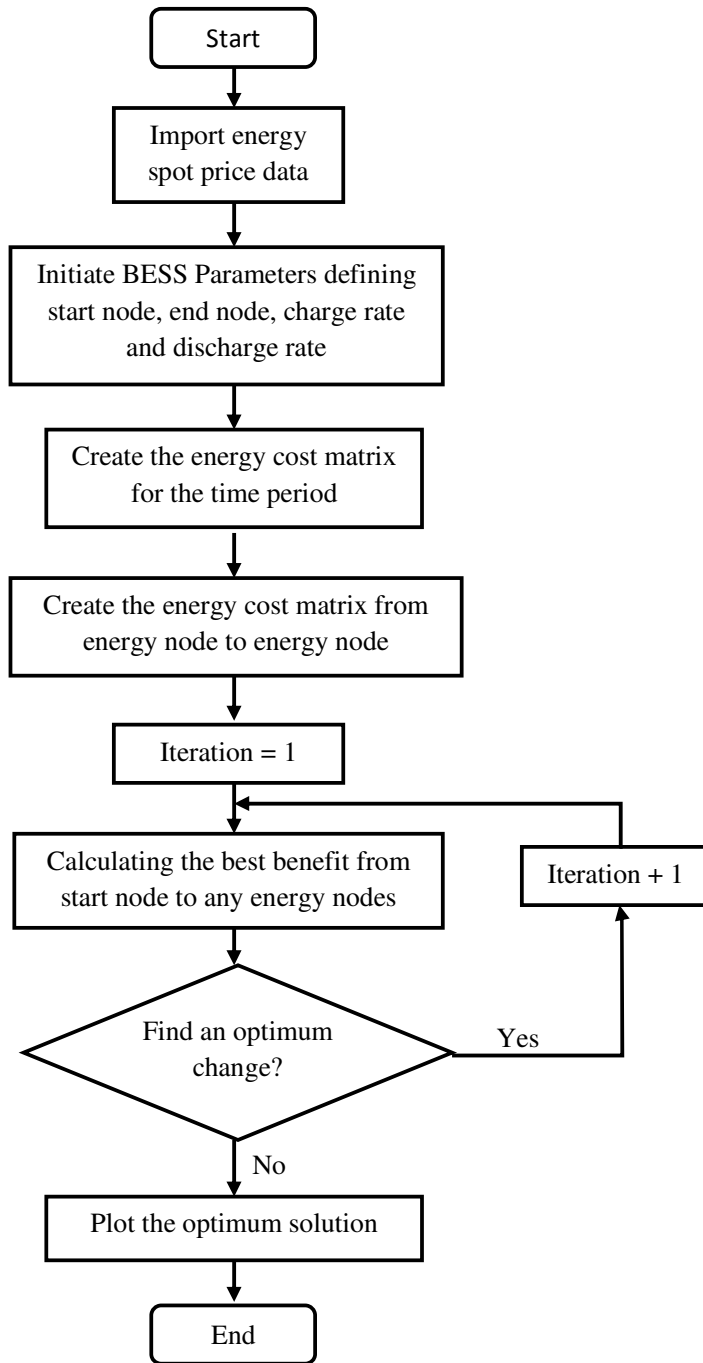 Start
Import energy
spot price data
Initiate BESS Parameters defining
start node, end node, charge rate
and discharge rate
Create the energy cost matrix
for the time period
Create the energy cost matrix from
energy node to energy node
Iteration = 1
Calculating the best benefit from
start node to any energy nodes
Iteration + 1
Find an optimum
change?
Yes
No
Plot the optimum solution
End